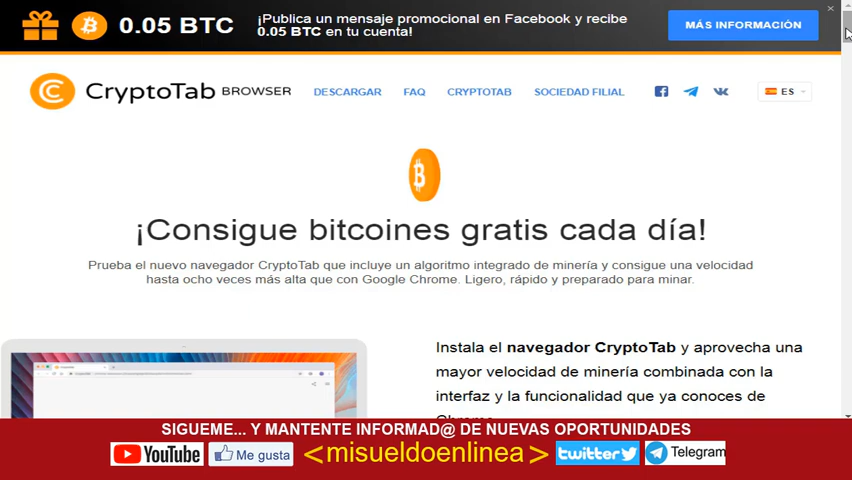 0.05 BTC
¡Publica un mensaje promocional en Facebook y recibe
0.05 BTC en tu cuenta!
MÁS INFORMACIÓN
CryptoTab BROWSER
DESCARGAR
FAQ
CRYPTOTAB
SOCIEDAD FILIAL
ES
¡Consigue bitcoines gratis cada día!
Prueba el nuevo navegador CryptoTab que incluye un algoritmo integrado de minería y consigue una velocidad
hasta ocho veces más alta que con Google Chrome. Ligero, rápido y preparado para minar.
Instala el navegador CryptoTab y aprovecha una
mayor velocidad de minería combinada con la
interfaz y la funcionalidad que ya conoces de
Chrome
SIGUEME... Y MANTENTE INFORMAD@ DE NUEVAS OPORTUNIDADES
YouTube
Me gusta
<misueldoenlinea>
twitter
Telegram